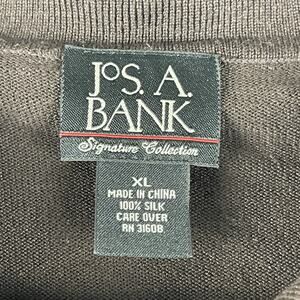 JOS. A.
BANK
Signature Collection
XL
MADE IN CHINA
100% SILK
CARE OVER
RN 31608